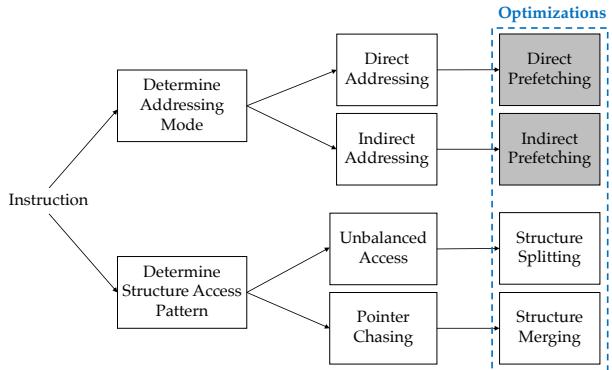 Optimizations
Direct
Addressing
Direct
Prefetching
Determine
Addressing
Mode
Indirect
Addressing
Indirect
Prefetching
Instruction
Unbalanced
Access
Structure
Splitting
Determine
Structure Access
Pattern
Pointer
Chasing
Structure
Merging